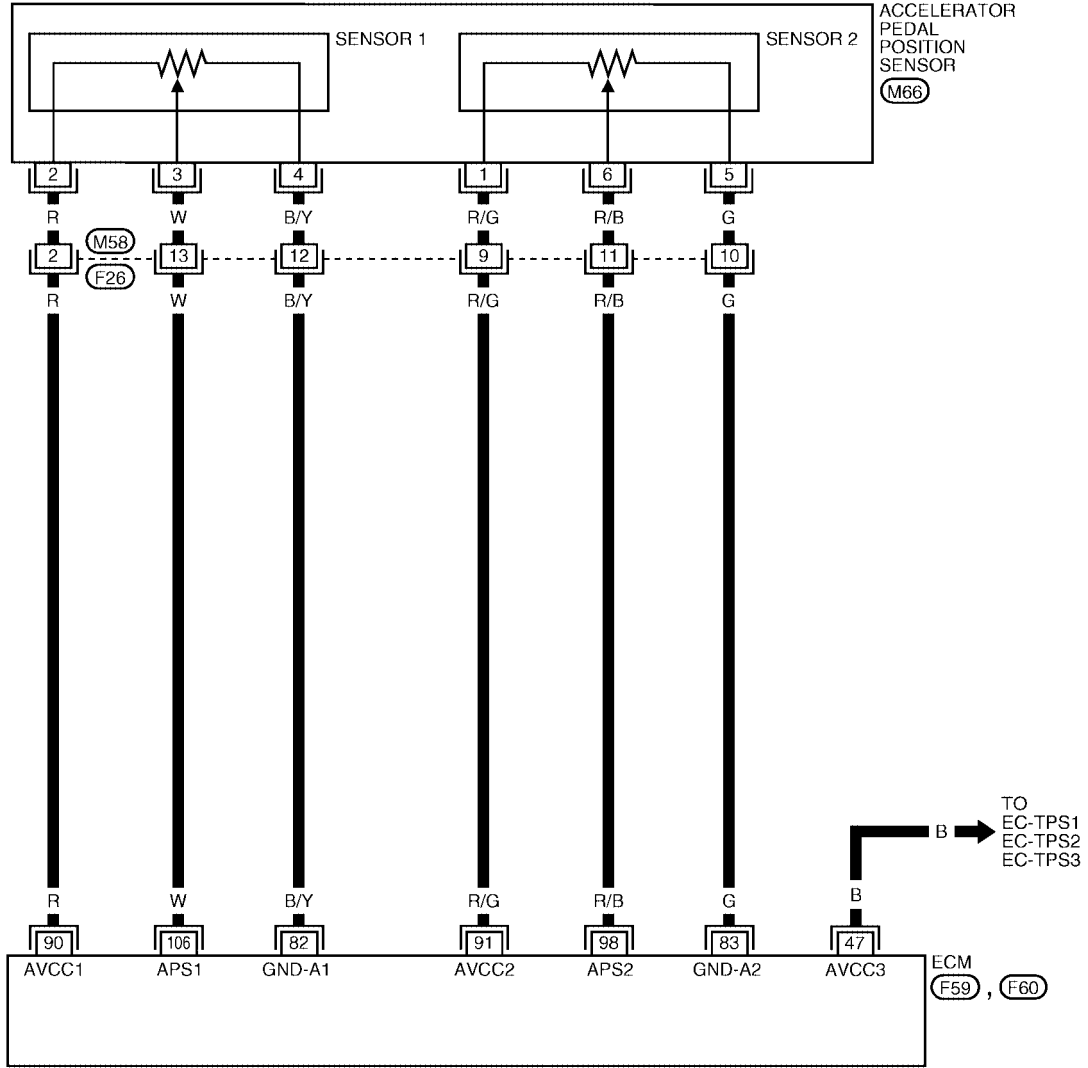 SENSOR 1
SENSOR 2
ACCELERATOR
PEDAL
POSITION
SENSOR
M66
2 3 4 1 6 5
R W B/Y R/G R/B G
M58
2 13 12 9 11 10
F26
R W B/Y R/G R/B G
TO
EC-TPS1
EC-TPS2
EC-TPS3
B
R W B/Y R/G R/B G B
90 106 82 91 98 83 47
AVCC1 APS1 GND-A1 AVCC2 APS2 GND-A2 AVCC3
ECM
F59 , F60